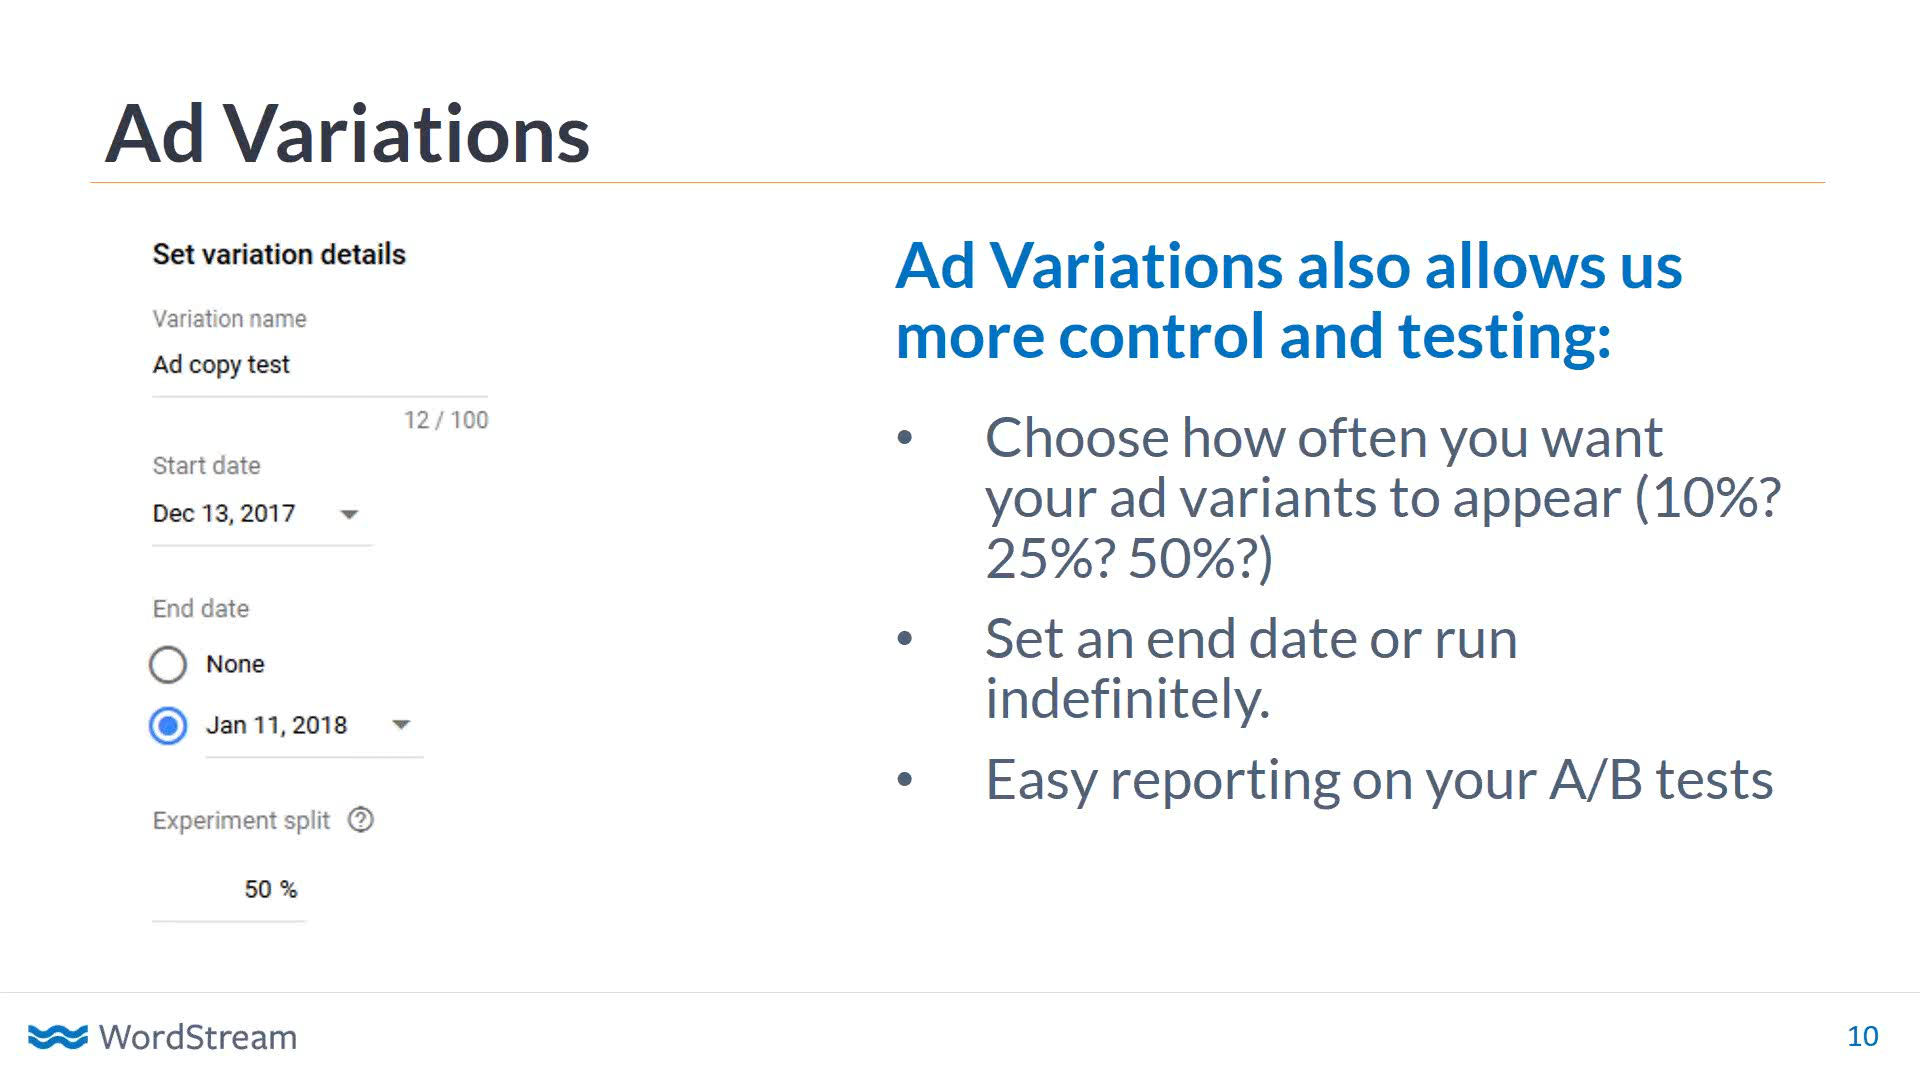 Ad Variations
Set variation details
Variation name
Ad copy test
12 / 100
Start date
Dec 13, 2017
End date
None
Jan 11, 2018
Experiment split ?
50 %
Ad Variations also allows us
more control and testing:
• Choose how often you want
your ad variants to appear (10%?
25%? 50%?)
• Set an end date or run
indefinitely.
• Easy reporting on your A/B tests
WordStream
10